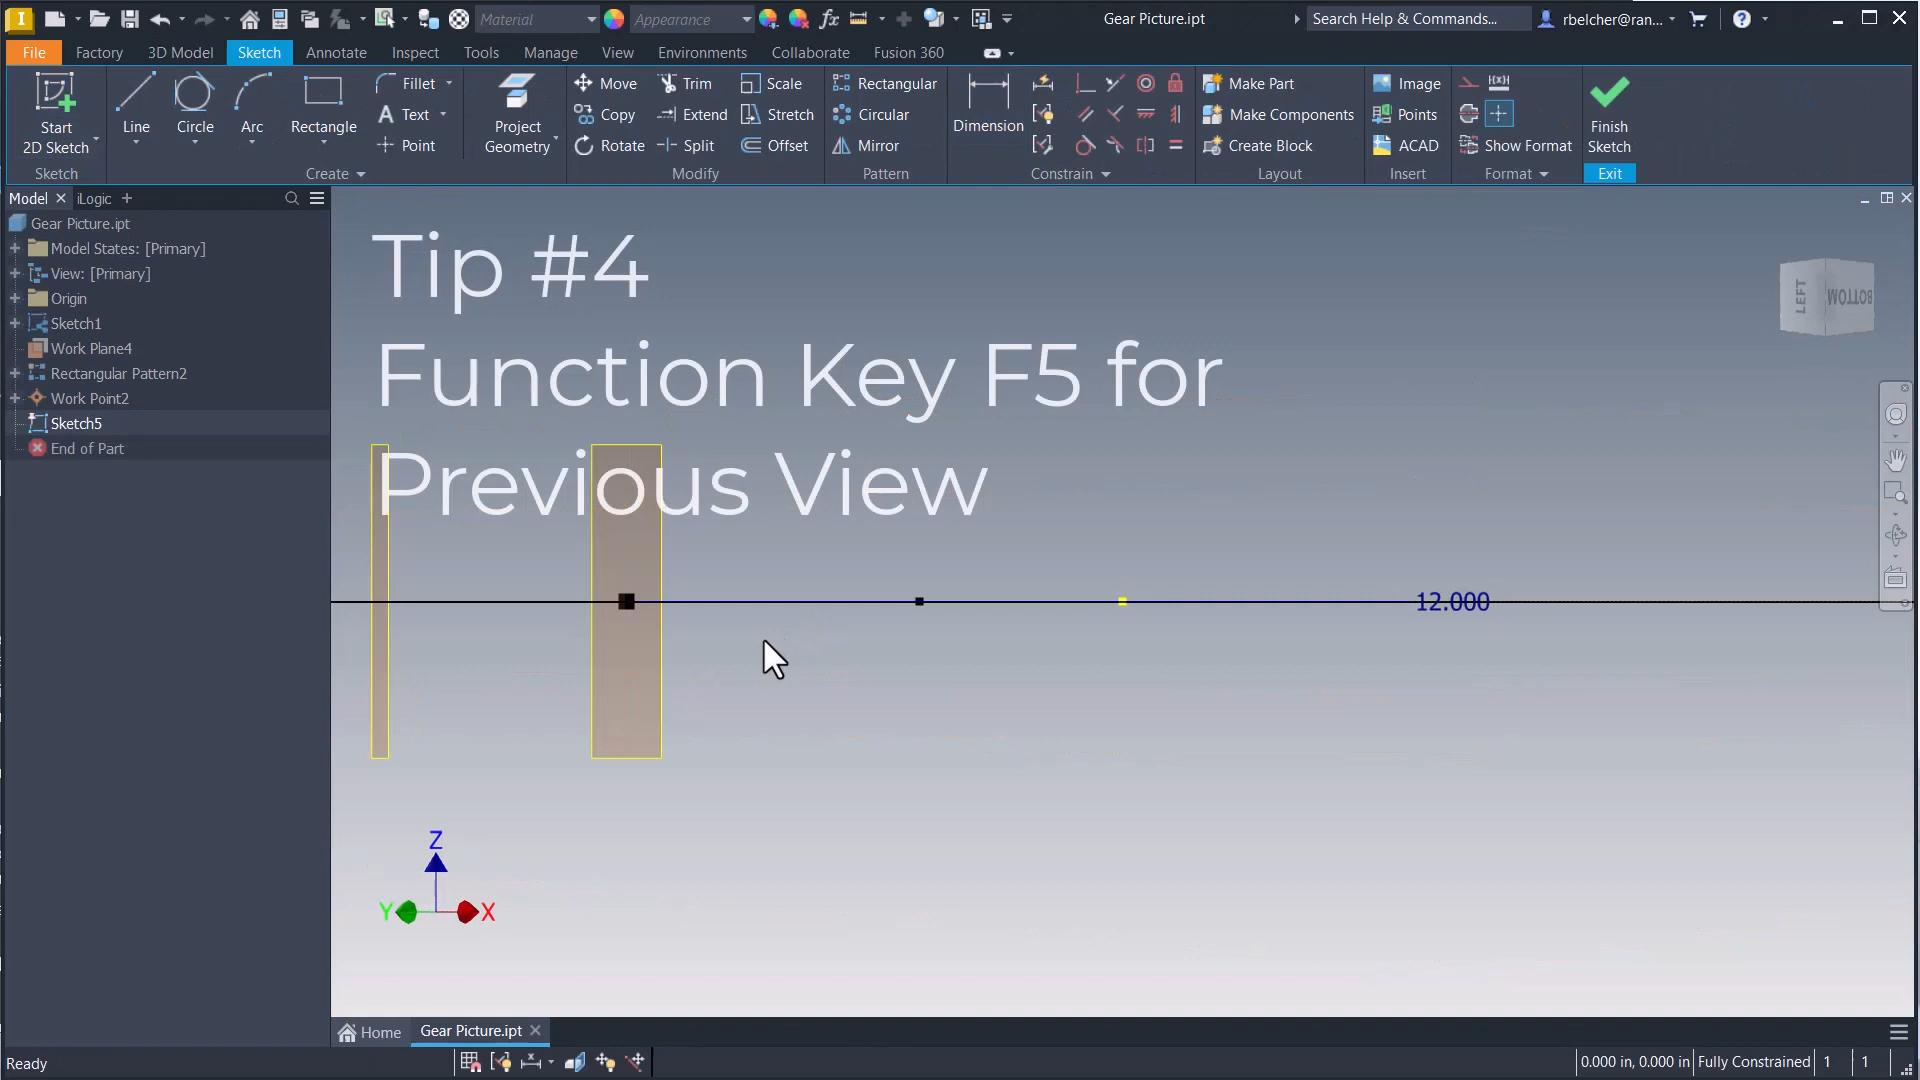 Material
Appearance
Gear Picture.ipt
Search Help & Commands...
rbelcher@ran...
File
Factory
3D Model
Sketch
Annotate
Inspect
Tools
Manage
View
Environments
Collaborate
Fusion 360
Start
2D Sketch
Line
Circle
Arc
Rectangle
Fillet
Text
Point
Project
Geometry
Move
Copy
Rotate
Trim
Extend
Split
Scale
Stretch
Offset
Rectangular
Circular
Mirror
Dimension
Make Part
Make Components
Create Block
Image
Points
ACAD
Show Format
Finish
Sketch
Sketch
Create
Modify
Pattern
Constrain
Layout
Insert
Format
Exit
Model
iLogic
Gear Picture.ipt
Model States: [Primary]
View: [Primary]
Origin
Sketch1
Work Plane4
Rectangular Pattern2
Work Point2
Sketch5
End of Part
Tip #4
Function Key F5 for
Previous View
LEFT
BOTTOM
12.000
Z
Y
X
Home
Gear Picture.ipt
Ready
0.000 in, 0.000 in
Fully Constrained
1
1